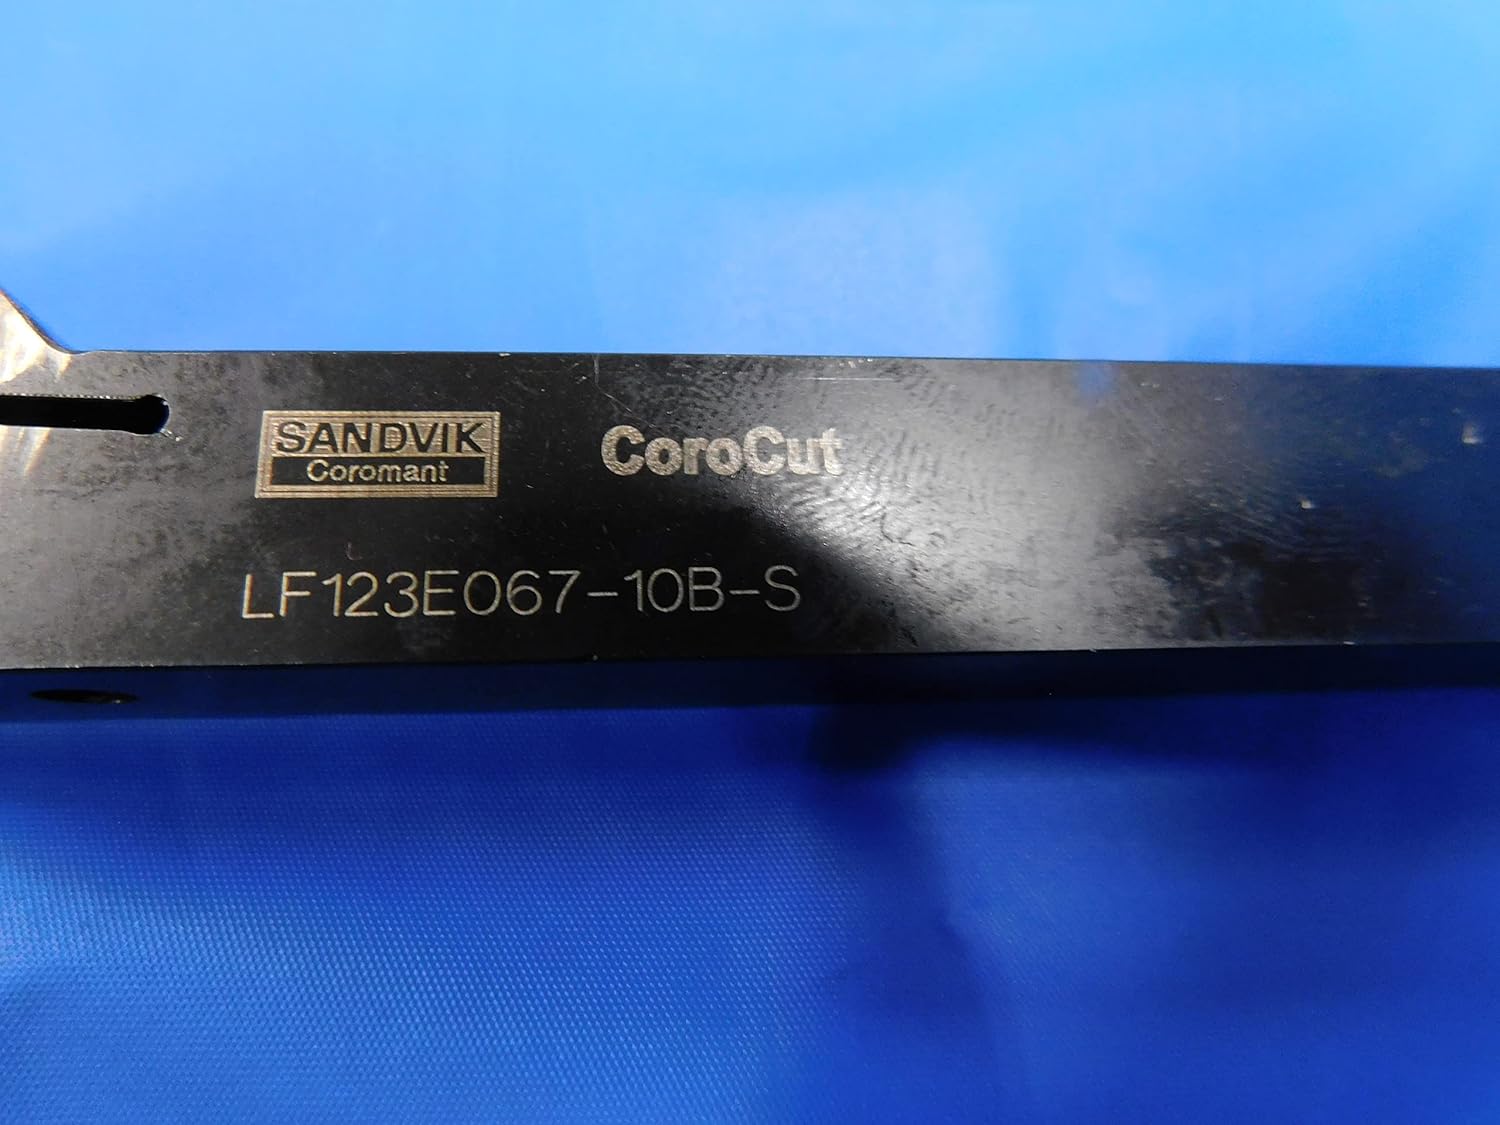 SANDVIK
Coromant
CoroCut
LF123E067-10B-S